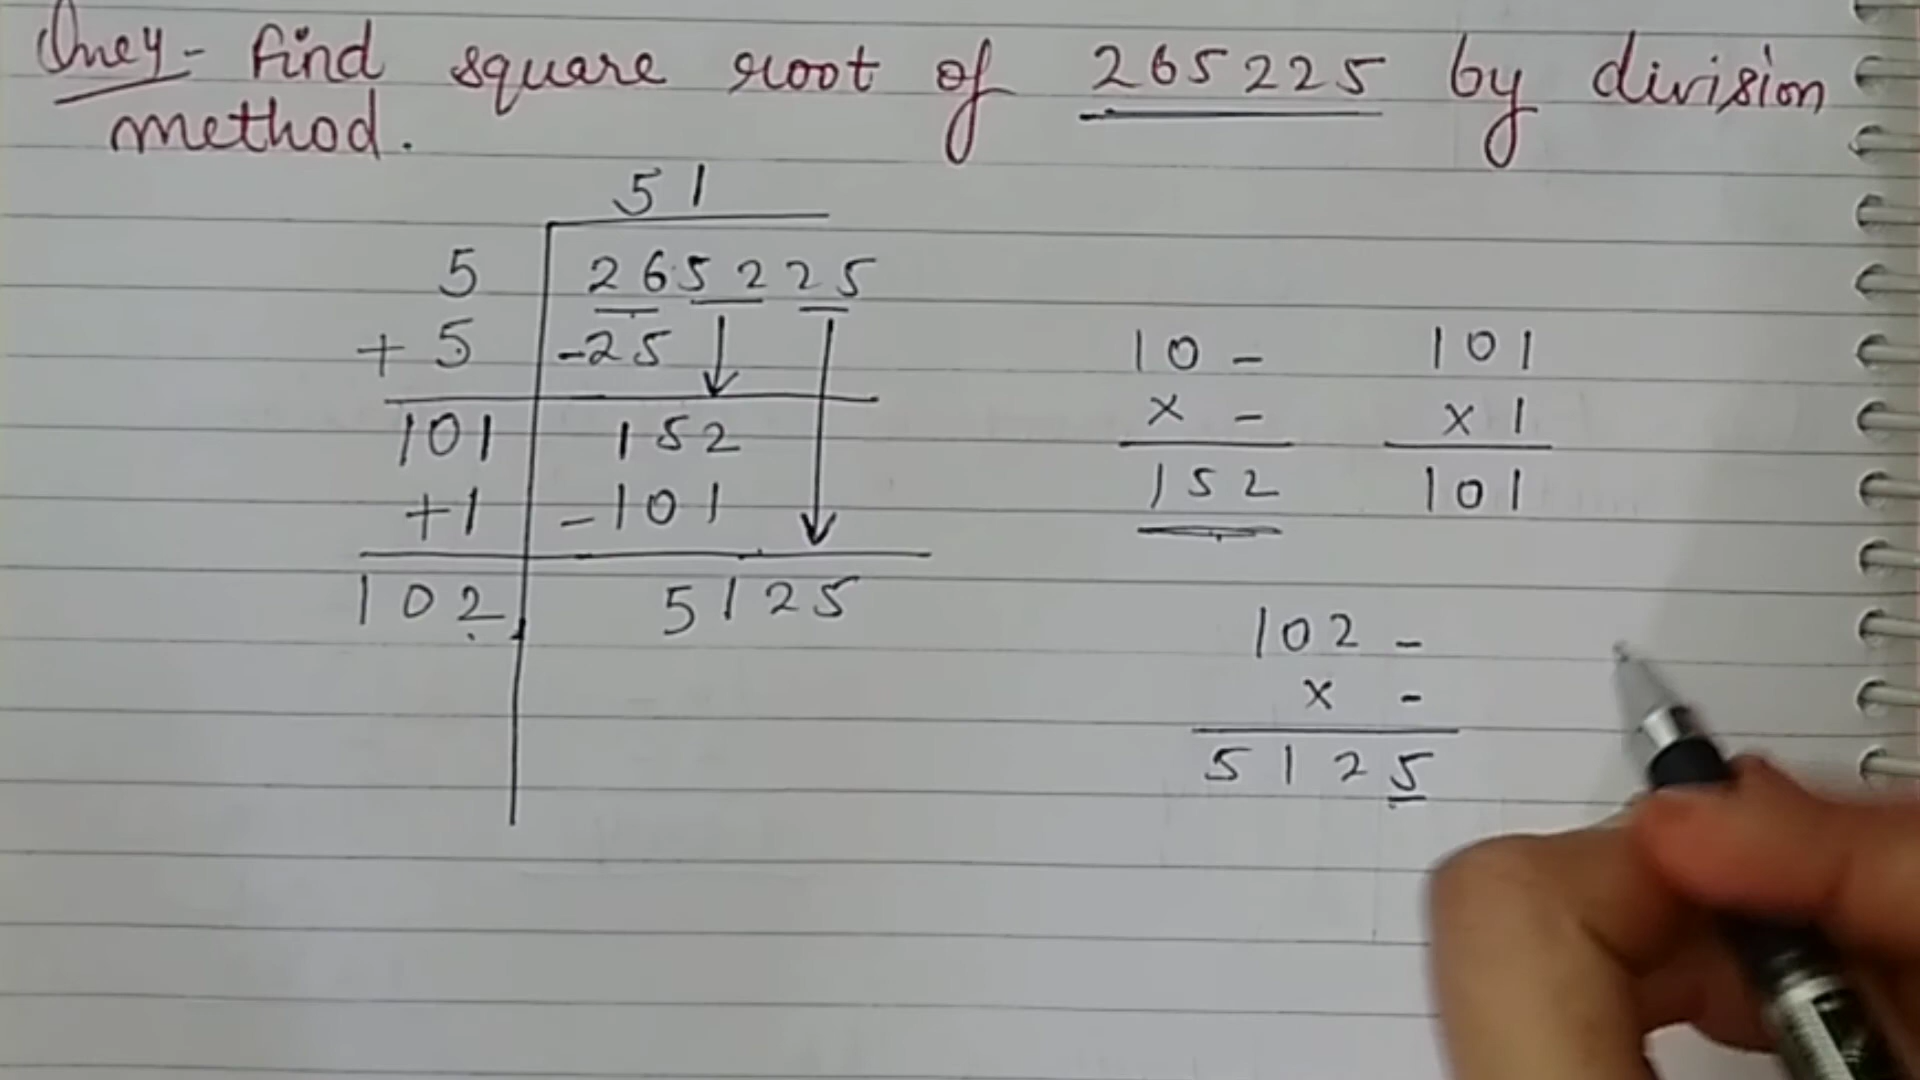 Quey- find square root of 265225 by division
method.
51
5 265225
+ 5 -25
101 152
+1 -101
102 5125
10 - 101
x - x 1
152 101
102 -
x -
5125